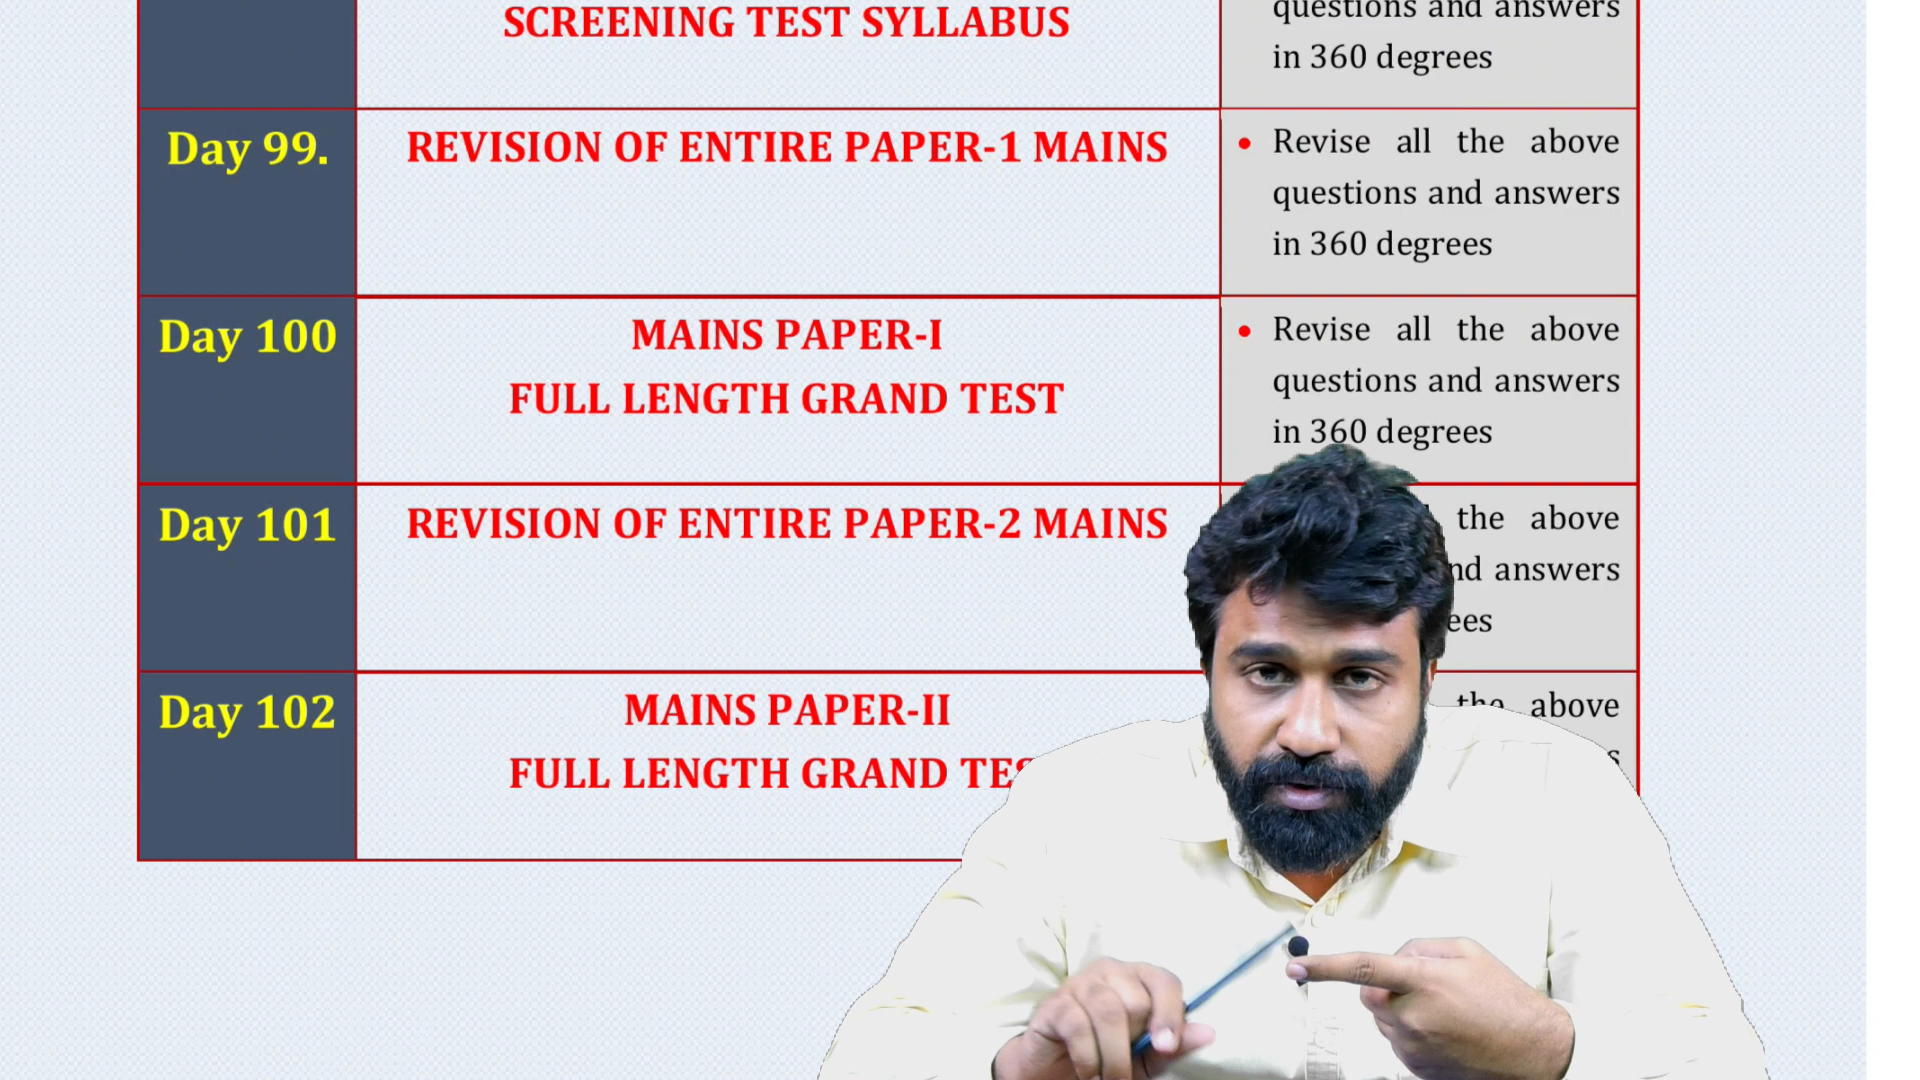 SCREENING TEST SYLLABUS
questions and answers
in 360 degrees
Day 99.
REVISION OF ENTIRE PAPER-1 MAINS
• Revise all the above
questions and answers
in 360 degrees
Day 100
MAINS PAPER-I
FULL LENGTH GRAND TEST
• Revise all the above
questions and answers
in 360 degrees
Day 101
REVISION OF ENTIRE PAPER-2 MAINS
the above
answers
Day 102
MAINS PAPER-II
FULL LENGTH GRAND
the above